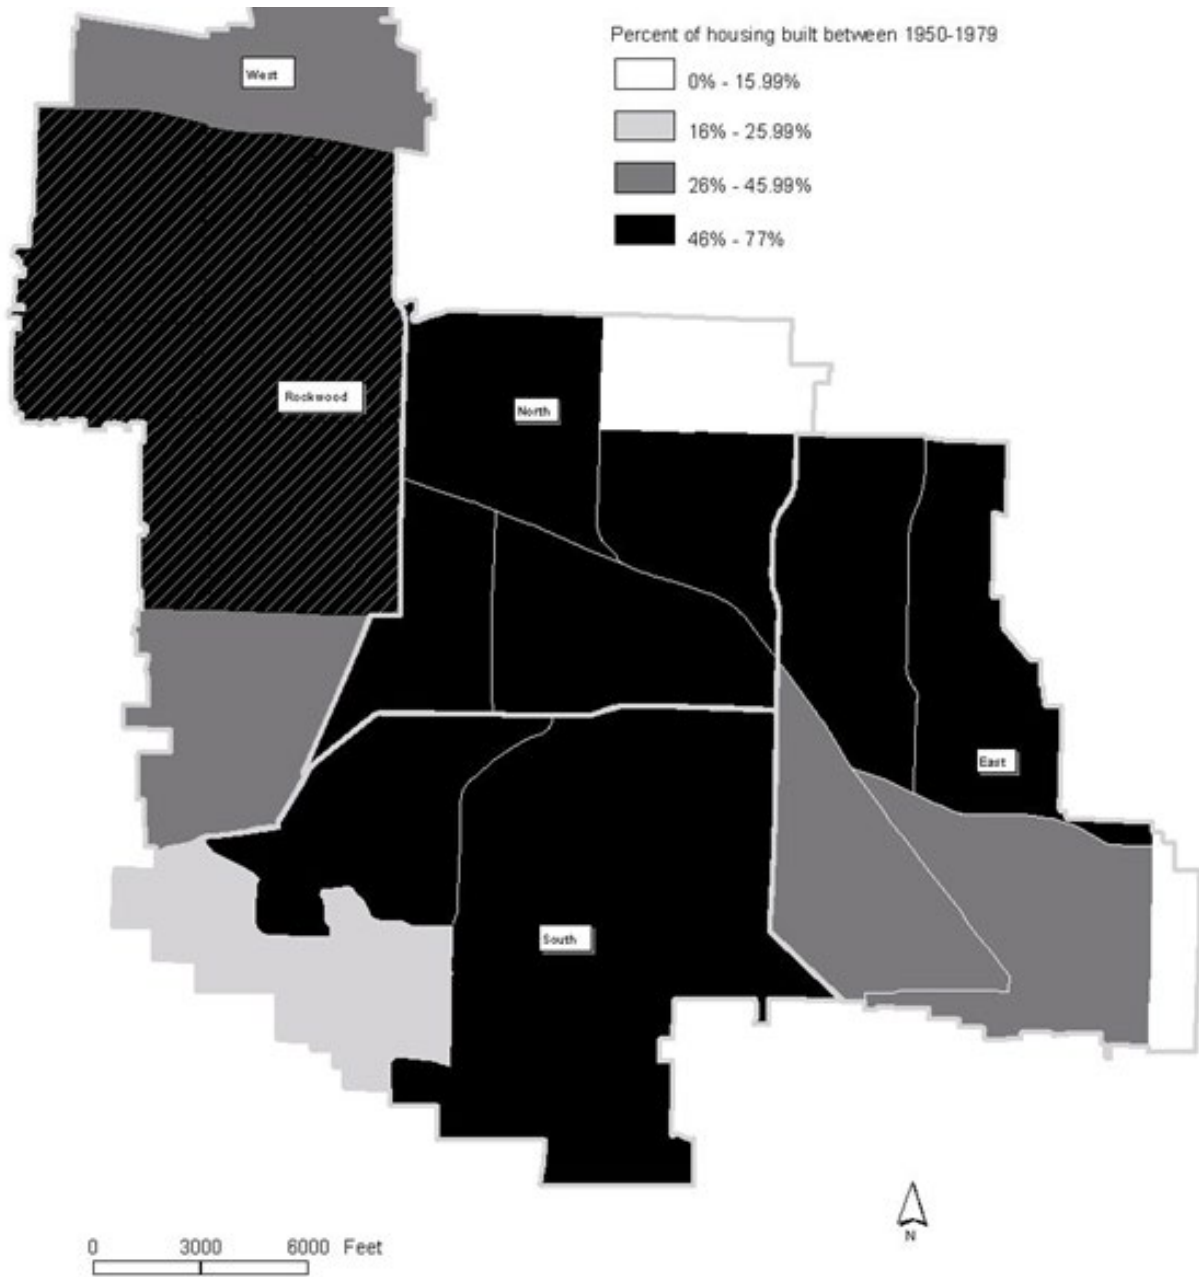 Percent of housing built between 1950-1979
0% - 15.99%
16% - 25.99%
26% - 45.99%
46% - 77%
West
Rockwood
North
East
South
N
0 3000 6000 Feet